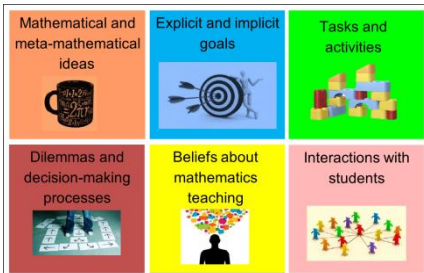 Mathematical and
meta-mathematical
ideas
Explicit and implicit
goals
Tasks and
activities
Dilemmas and
decision-making
processes
Beliefs about
mathematics
teaching
Interactions with
students